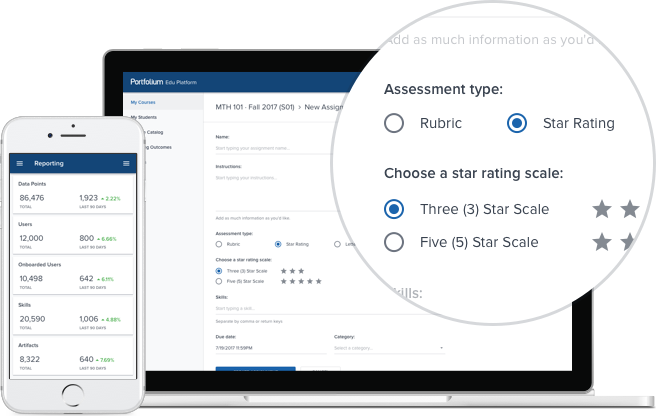 Portfolium Edu Platform
My Courses
My Students
Catalog
Outcomes
MTH 101 - Fall 2017 (S01) > New Assign
Name:
Start typing your assignment name...
Instructions:
Start typing your instructions...
Add as much information as you'd like.
Assessment type:
Rubric
Star Rating
Choose a star rating scale:
Three (3) Star Scale
Five (5) Star Scale
Skills:
Start typing a skill...
Separate by comma or return keys
Due date:
7/15/2017 11:59PM
Category:
Select a category...
Reporting
Data Points
86,476 1,923 2.22%
TOTAL LAST 90 DAYS
Users
12,000 800 6.66%
TOTAL LAST 90 DAYS
Onboarded Users
10,498 642 6.11%
TOTAL LAST 90 DAYS
Skills
20,590 1,006 4.88%
TOTAL LAST 90 DAYS
Artifacts
8,322 640 7.69%
TOTAL LAST 90 DAYS
Add as much information as you'd
Assessment type:
Rubric Star Rating
Choose a star rating scale:
Three (3) Star Scale
Five (5) Star Scale
kills: